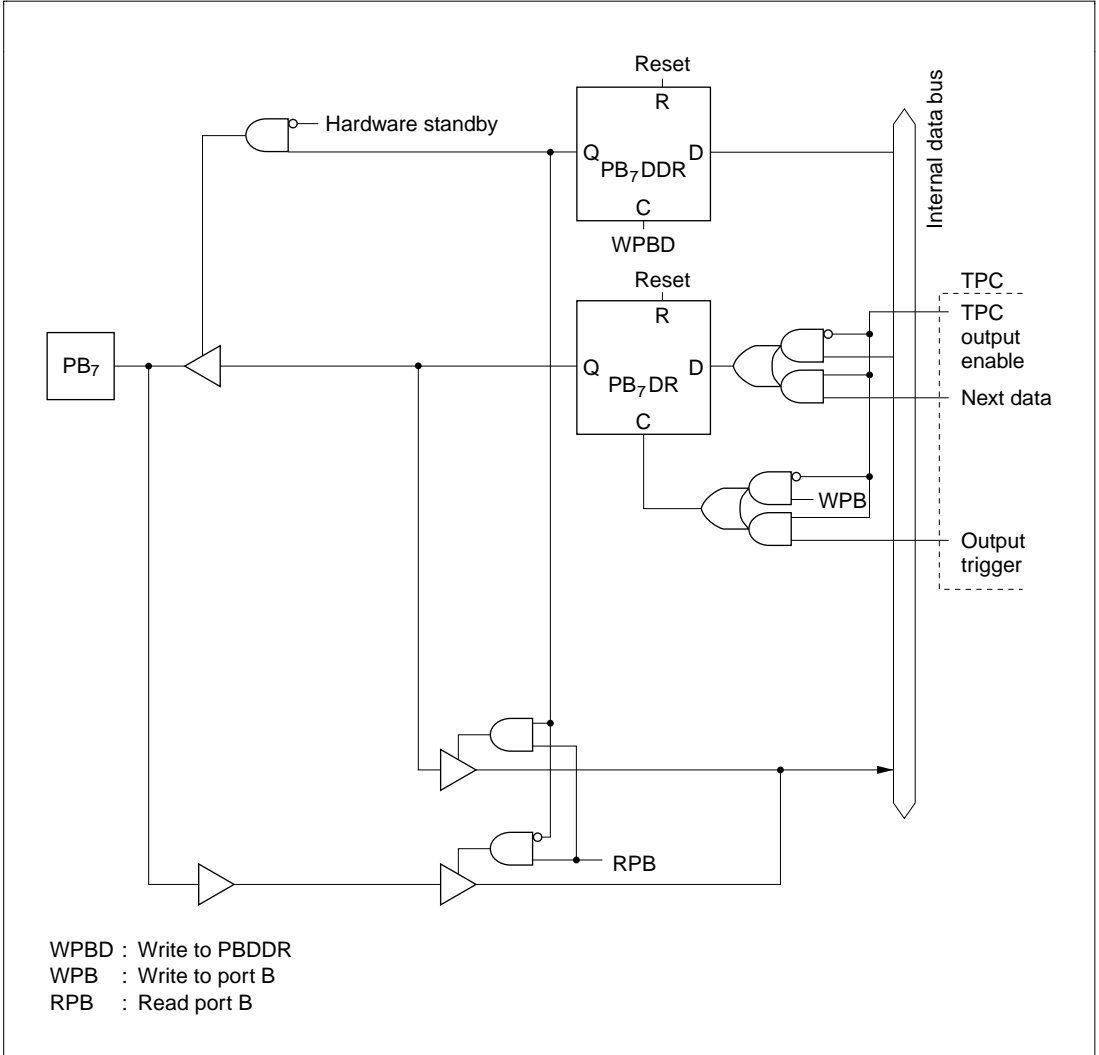 Reset
R
Hardware standby
Q
D
PB₇DDR
C
WPBD
Internal data bus
Reset
R
TPC
TPC
output
enable
PB₇
Q
D
PB₇DR
C
Next data
WPB
Output
trigger
RPB
WPBD : Write to PBDDR
WPB : Write to port B
RPB : Read port B